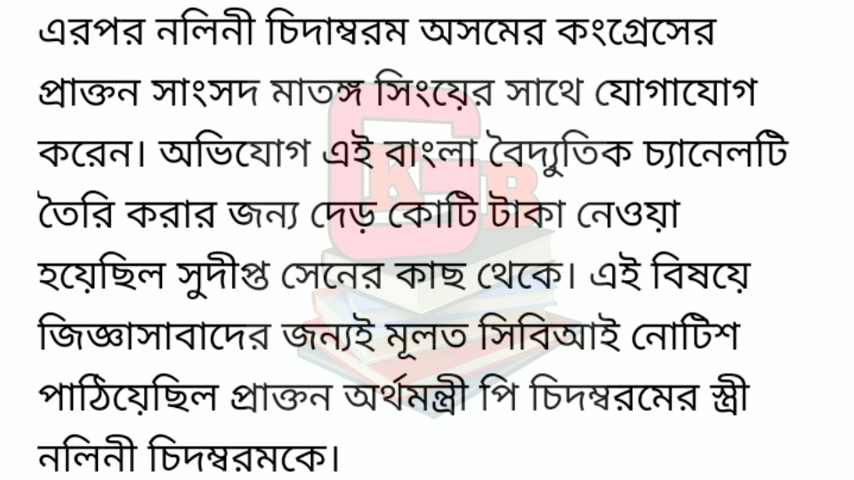 এরপর নলিনী চিদাম্বরম অসমের কংগ্রেসের
প্রাক্তন সাংসদ মাতঙ্গ সিংয়ের সাথে যোগাযোগ
করেন। অভিযোগ এই বাংলা বৈদ্যুতিক চ্যানেলটি
তৈরি করার জন্য দেড় কোটি টাকা নেওয়া
হয়েছিল সুদীপ্ত সেনের কাছ থেকে। এই বিষয়ে
জিজ্ঞাসাবাদের জন্যই মূলত সিবিআই নোটিশ
পাঠিয়েছিল প্রাক্তন অর্থমন্ত্রী পি চিদম্বরমের স্ত্রী
নলিনী চিদম্বরমকে।